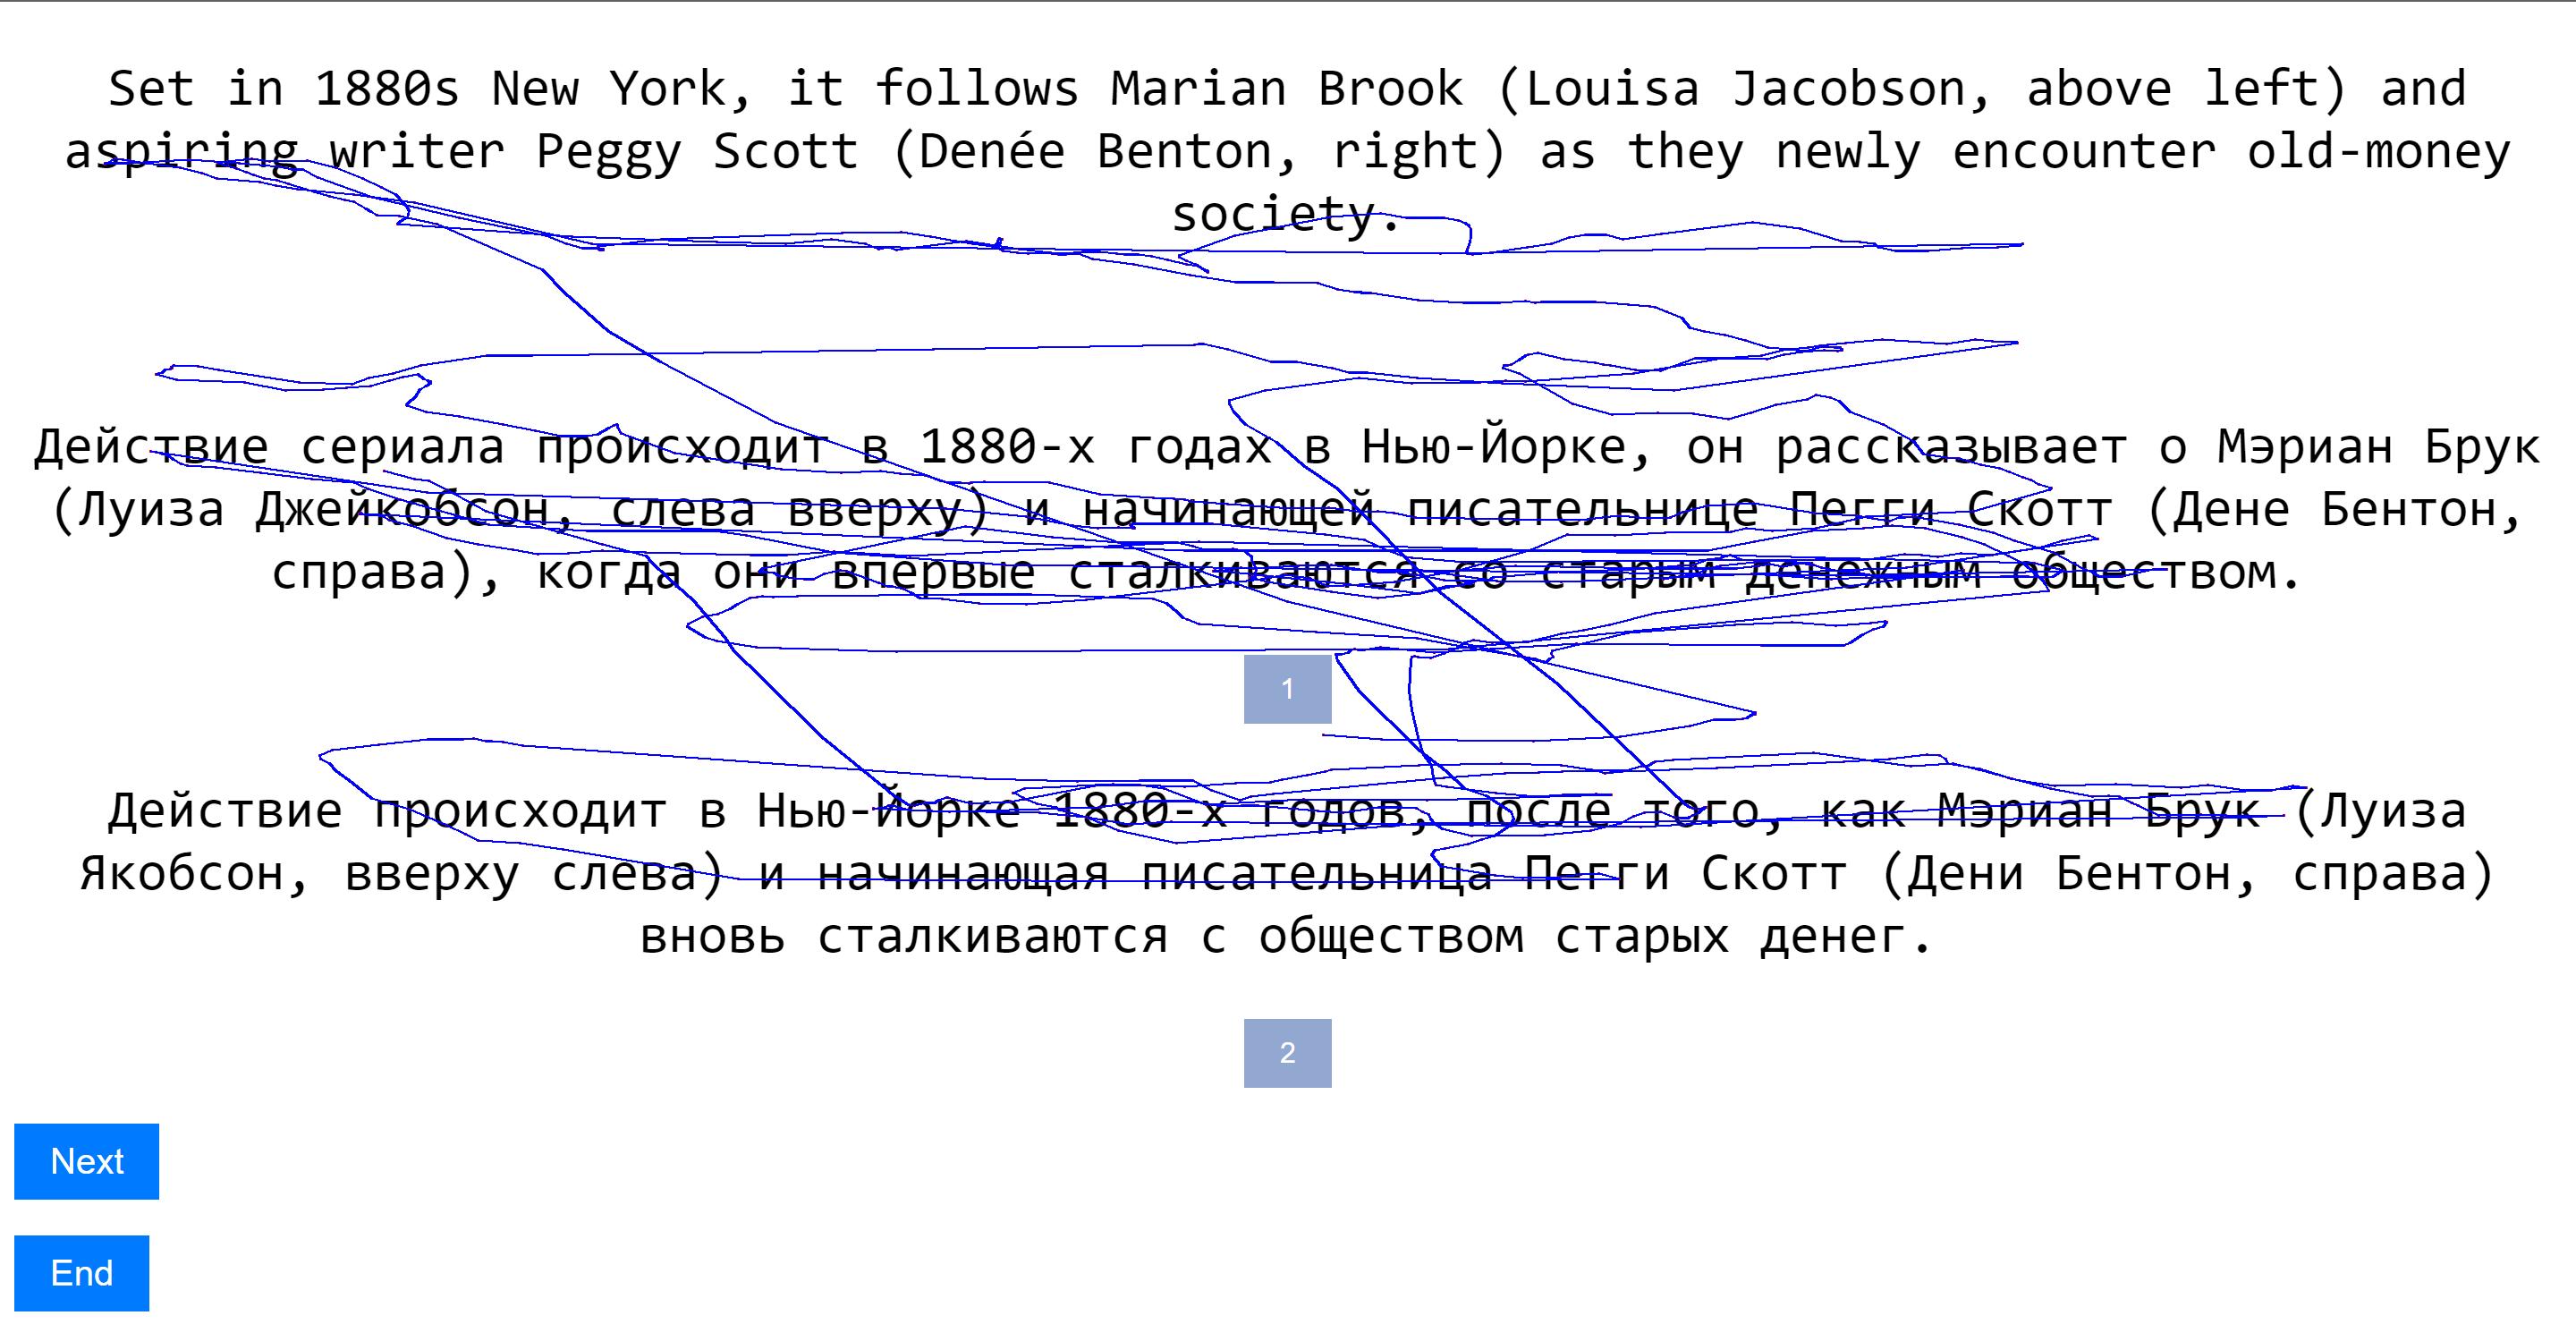 Set in 1880s New York, it follows Marian Brook (Louisa Jacobson, above left) and
aspiring writer Peggy Scott (Denée Benton, right) as they newly encounter old-money
society.
Действие сериала происходит в 1880-х годах в Нью-Йорке, он рассказывает о Мэриан Брук
(Луиза Джейкобсон, слева вверху) и начинающей писательнице Пегги Скотт (Дене Бентон,
справа), когда они впервые сталкиваются со старым денежным обществом.
1
Действие происходит в Нью-Йорке 1880-х годов, после того, как Мэриан Брук (Луиза
Якобсон, вверху слева) и начинающая писательница Пегги Скотт (Дени Бентон, справа)
вновь сталкиваются с обществом старых денег.
2
Next
End